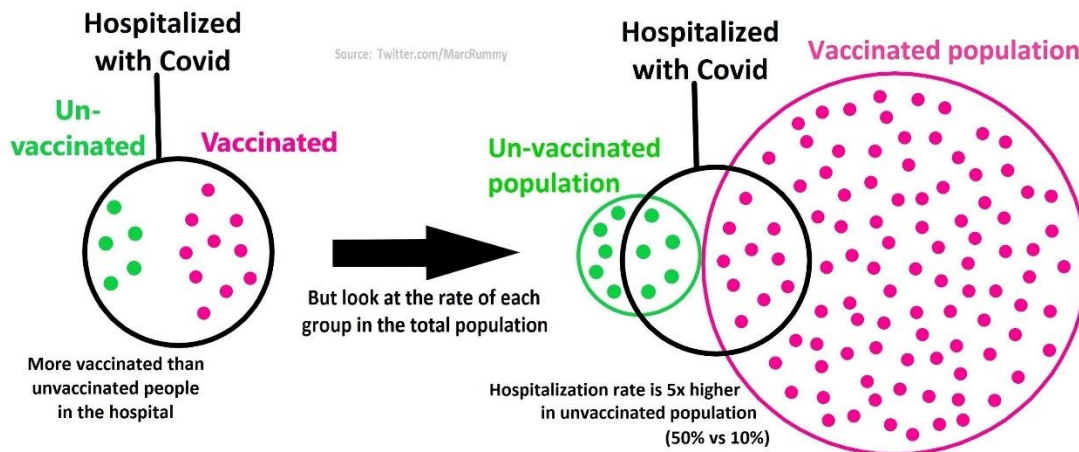 Hospitalized
with Covid
Source: Twitter.com/MarcRummy
Un-
vaccinated
Vaccinated
More vaccinated than
unvaccinated people
in the hospital
But look at the rate of each
group in the total population
Hospitalized
with Covid
Vaccinated population
Un-vaccinated
population
Hospitalization rate is 5x higher
in unvaccinated population
(50% vs 10%)